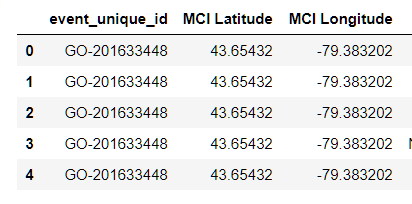 event_unique_id MCI Latitude MCI Longitude
0 GO-201633448 43.65432 -79.383202
1 GO-201633448 43.65432 -79.383202
2 GO-201633448 43.65432 -79.383202
3 GO-201633448 43.65432 -79.383202
4 GO-201633448 43.65432 -79.383202